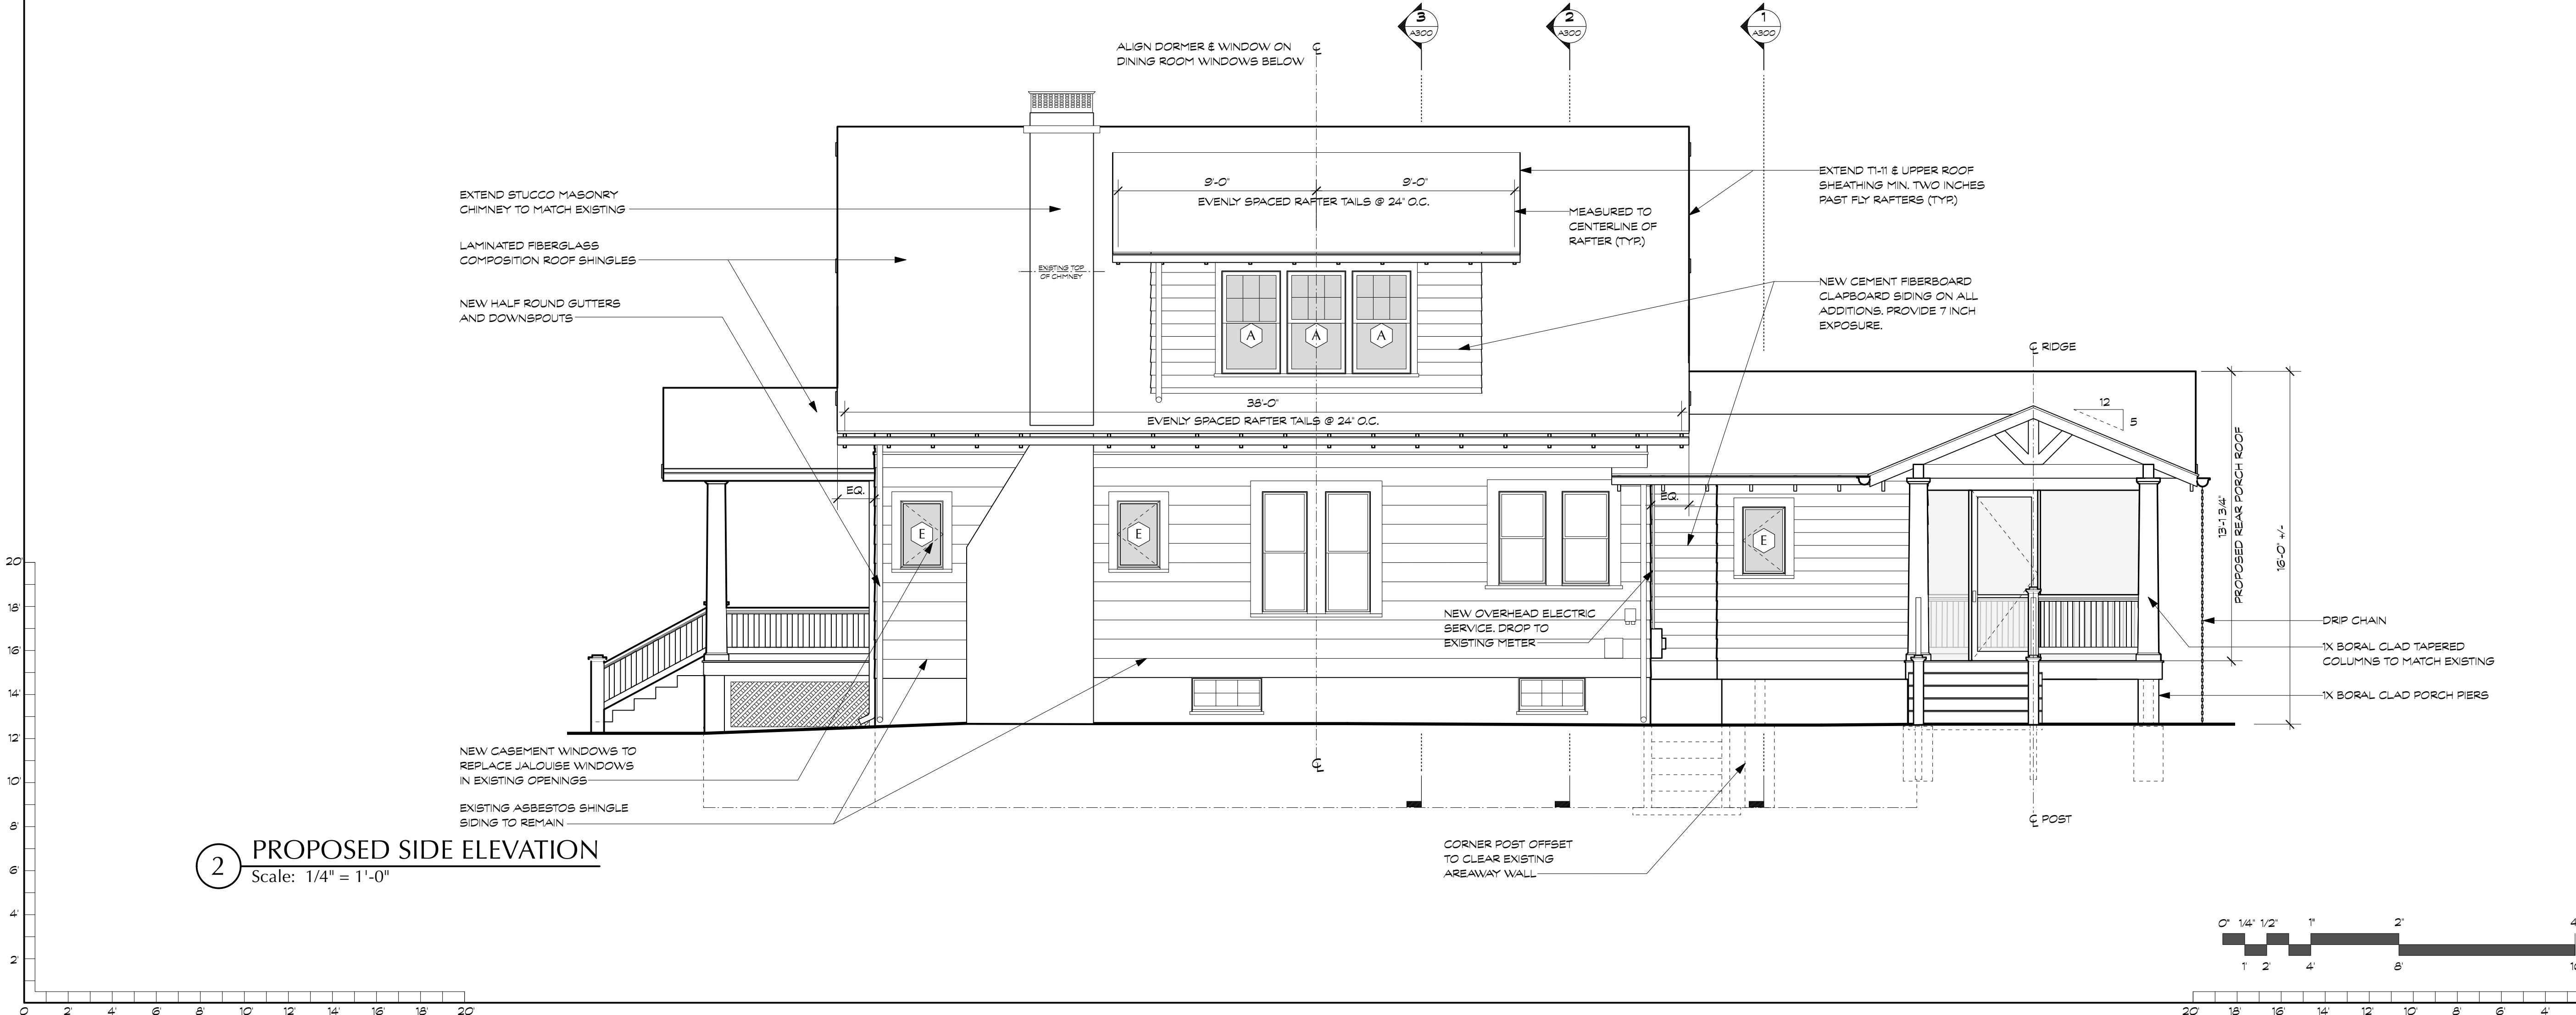 3
A300
2
A300
1
A300
ALIGN DORMER & WINDOW ON
DINING ROOM WINDOWS BELOW
℄
EXTEND STUCCO MASONRY
CHIMNEY TO MATCH EXISTING
LAMINATED FIBERGLASS
COMPOSITION ROOF SHINGLES
NEW HALF ROUND GUTTERS
AND DOWNSPOUTS
EXISTING TOP
OF CHIMNEY
9'-0"
9'-0"
EVENLY SPACED RAFTER TAILS @ 24" O.C.
MEASURED TO
CENTERLINE OF
RAFTER (TYP.)
EXTEND T1-11 & UPPER ROOF
SHEATHING MIN. TWO INCHES
PAST FLY RAFTERS (TYP.)
NEW CEMENT FIBERBOARD
CLAPBOARD SIDING ON ALL
ADDITIONS. PROVIDE 7 INCH
EXPOSURE.
A
A
A
38'-0"
EVENLY SPACED RAFTER TAILS @ 24" O.C.
℄ RIDGE
12
5
EQ.
EQ.
E
E
E
13'-1 3/4"
PROPOSED REAR PORCH ROOF
16'-0" +/-
NEW OVERHEAD ELECTRIC
SERVICE. DROP TO
EXISTING METER
DRIP CHAIN
1X BORAL CLAD TAPERED
COLUMNS TO MATCH EXISTING
1X BORAL CLAD PORCH PIERS
NEW CASEMENT WINDOWS TO
REPLACE JALOUISE WINDOWS
IN EXISTING OPENINGS
EXISTING ASBESTOS SHINGLE
SIDING TO REMAIN
℄
℄ POST
CORNER POST OFFSET
TO CLEAR EXISTING
AREAWAY WALL
2
PROPOSED SIDE ELEVATION
Scale: 1/4" = 1'-0"
20'
18'
16'
14'
12'
10'
8'
6'
4'
2'
0 2' 4' 6' 8' 10' 12' 14' 16' 18' 20'
0" 1/4" 1/2" 1" 2" 4
1' 2' 4' 8' 16
20' 18' 16' 14' 12' 10' 8' 6' 4'